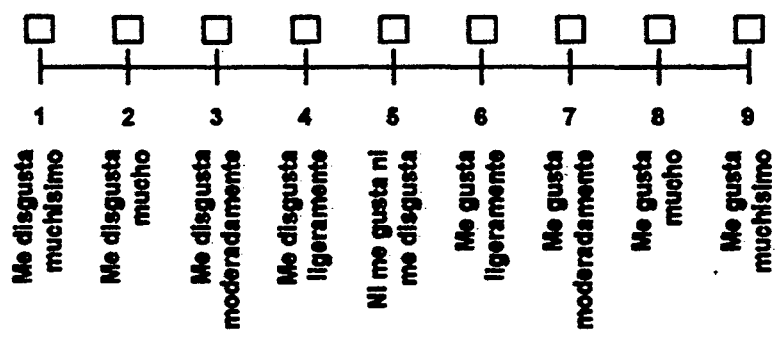 1 2 3 4 5 6 7 8 9
Me disgusta
muchísimo
Me disgusta
mucho
Me disgusta
moderadamente
Me disgusta
ligeramente
Ni me gusta ni
me disgusta
Me gusta
ligeramente
Me gusta
moderadamente
Me gusta
mucho
Me gusta
muchísimo